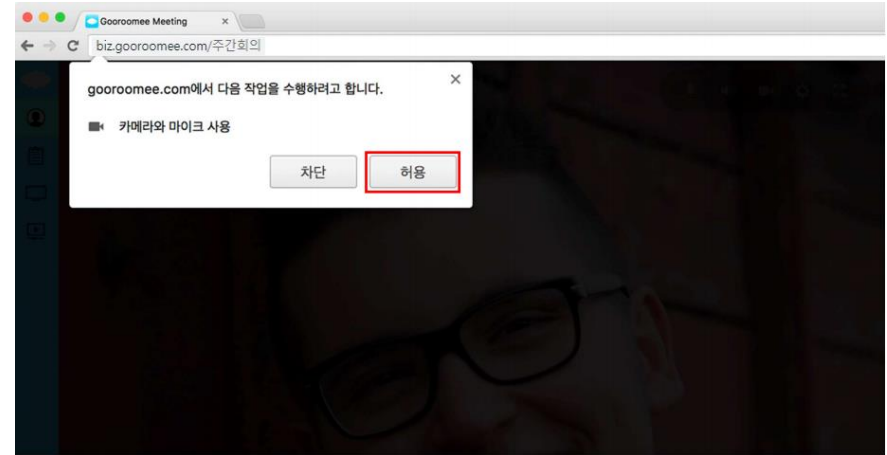 Gooroomee Meeting
biz.gooroomee.com/주간회의
gooroomee.com에서 다음 작업을 수행하려고 합니다.
카메라와 마이크 사용
차단
허용